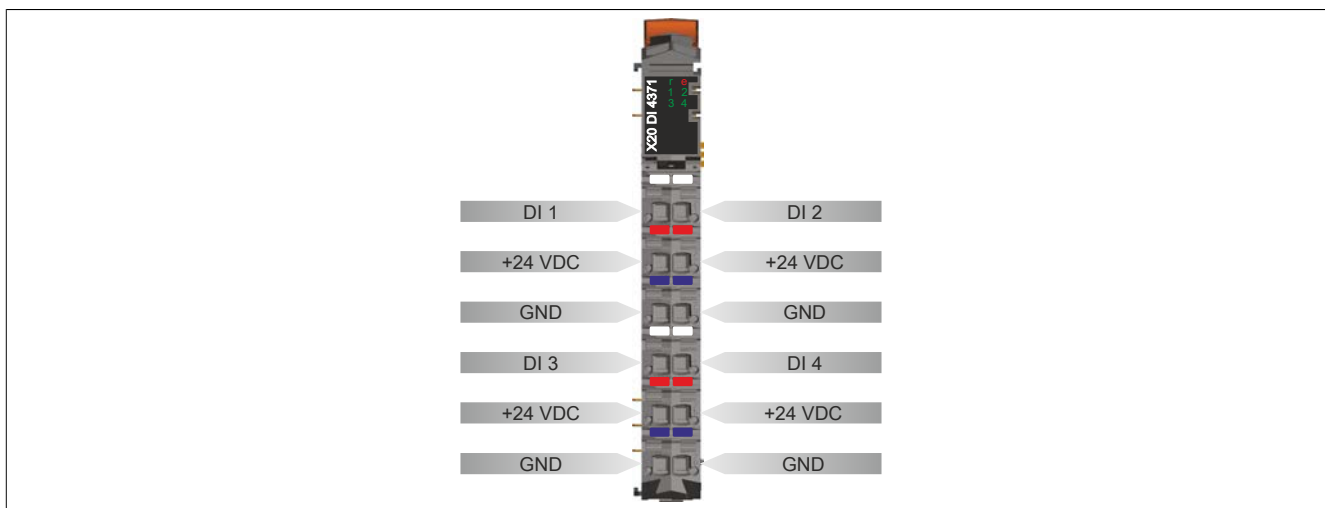 X20 DI 4371
r e
1 2
3 4
DI 1 DI 2
+24 VDC +24 VDC
GND GND
DI 3 DI 4
+24 VDC +24 VDC
GND GND